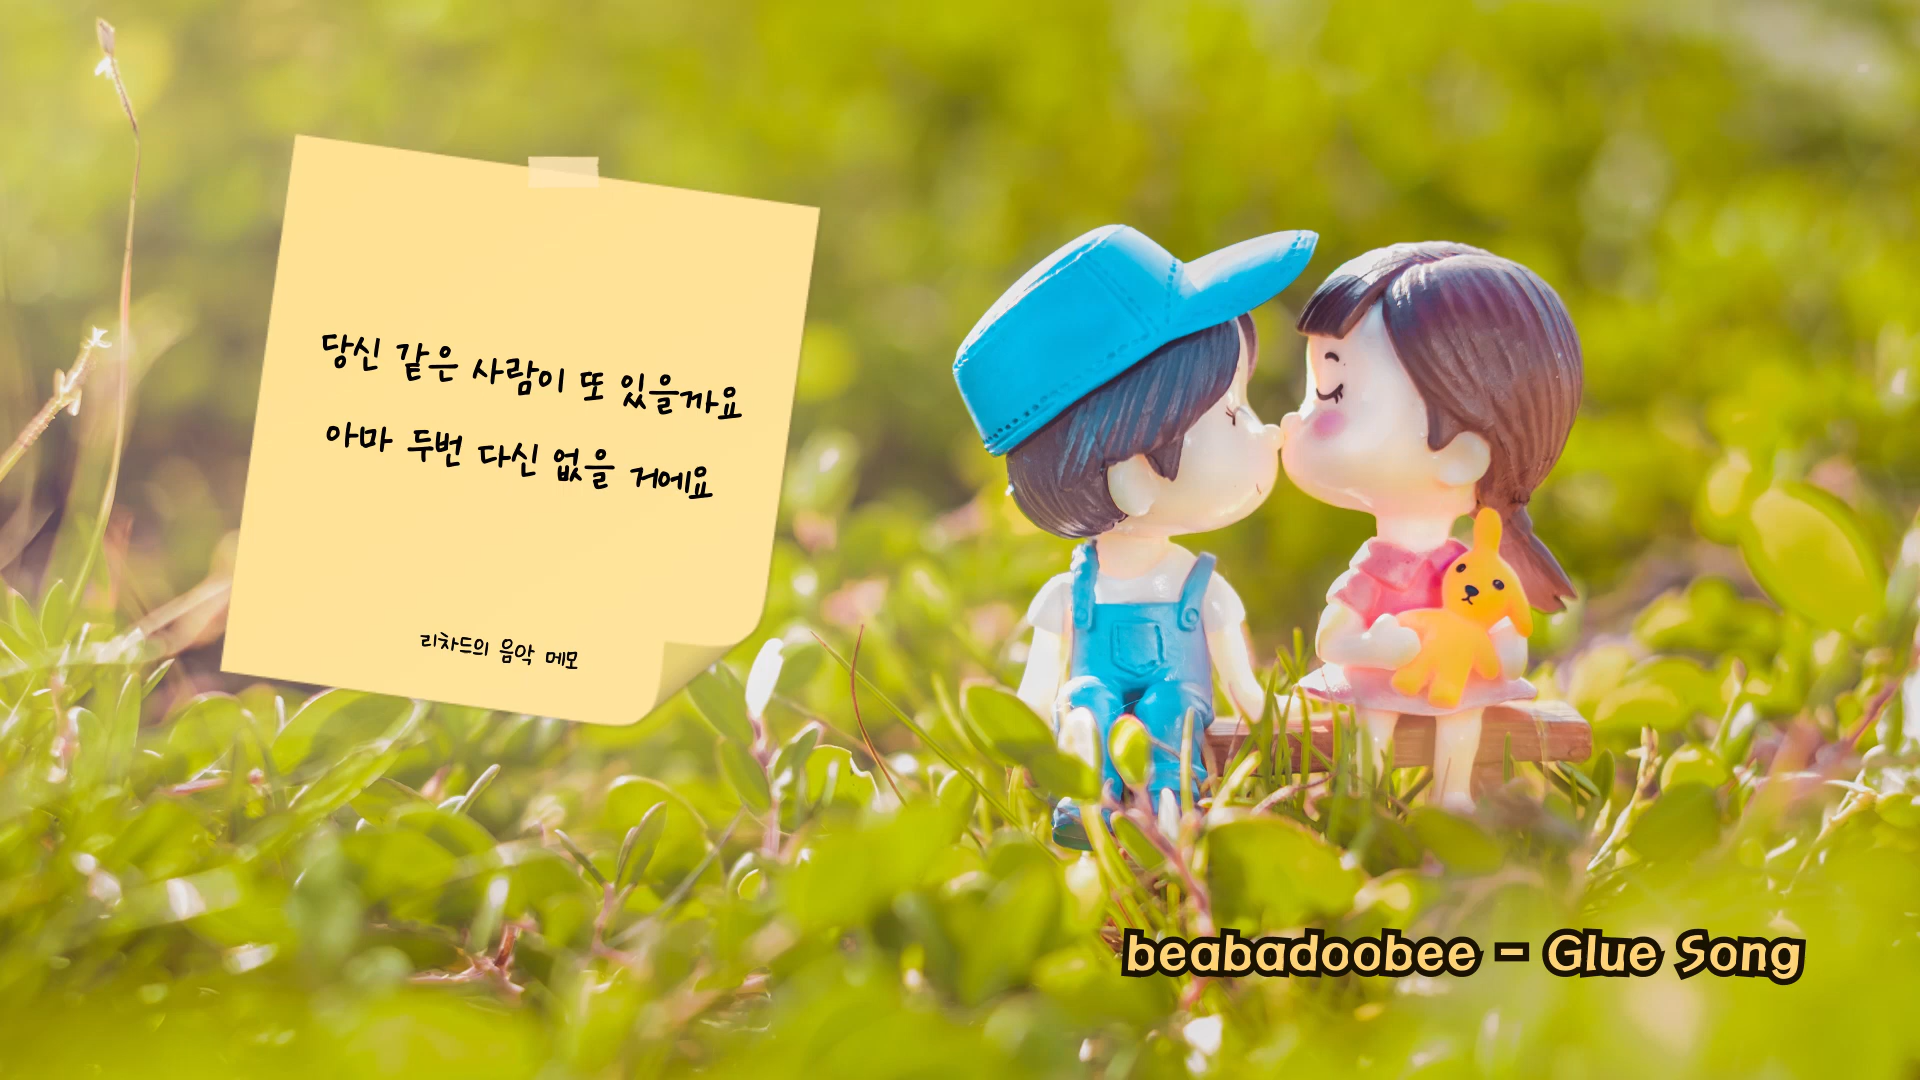 당신 같은 사람이 또 있을까요
아마 두번 다신 없을 거에요
리차드의 음악 메모
beabadoobee - Glue Song